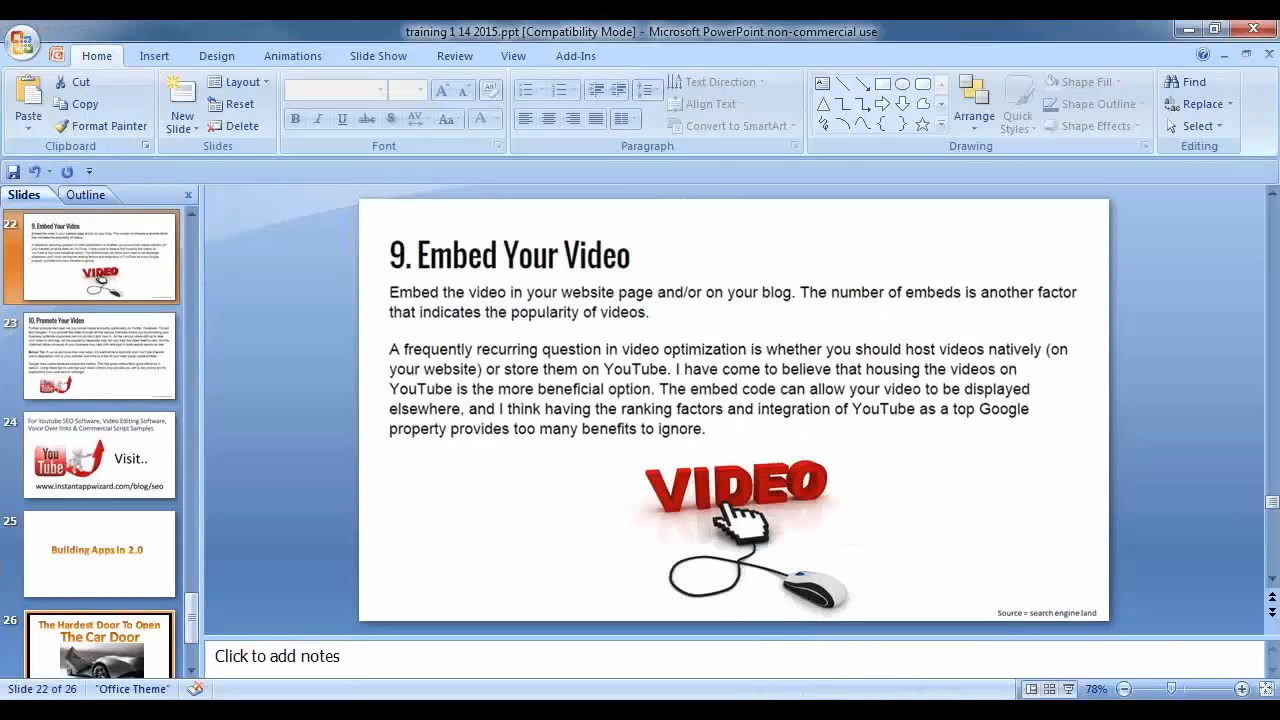 training 1 14 2015.ppt [Compatibility Mode] - Microsoft PowerPoint non-commercial use
Home Insert Design Animations Slide Show Review View Add-Ins
Cut
Copy
Format Painter
Paste
Clipboard
New
Slide
Layout
Reset
Delete
Slides
B I U abc S AV Aa A
Font
Text Direction
Align Text
Convert to SmartArt
Paragraph
Arrange
Quick
Styles
Shape Fill
Shape Outline
Shape Effects
Drawing
Find
Replace
Select
Editing
Slides Outline
22
9. Embed Your Video
VIDEO
23
10. Promote Your Video
24
For Youtube SEO Software, Video Editing Software,
Voice Over links & Commercial Script Samples
You
Tube
Visit..
www.instantappwizard.com/blog/seo
25
Building Apps In 2.0
26
The Hardest Door To Open
The Car Door
9. Embed Your Video
Embed the video in your website page and/or on your blog. The number of embeds is another factor
that indicates the popularity of videos.
A frequently recurring question in video optimization is whether you should host videos natively (on
your website) or store them on YouTube. I have come to believe that housing the videos on
YouTube is the more beneficial option. The embed code can allow your video to be displayed
elsewhere, and I think having the ranking factors and integration of YouTube as a top Google
property provides too many benefits to ignore.
VIDEO
Source = search engine land
Click to add notes
Slide 22 of 26 "Office Theme" 78%